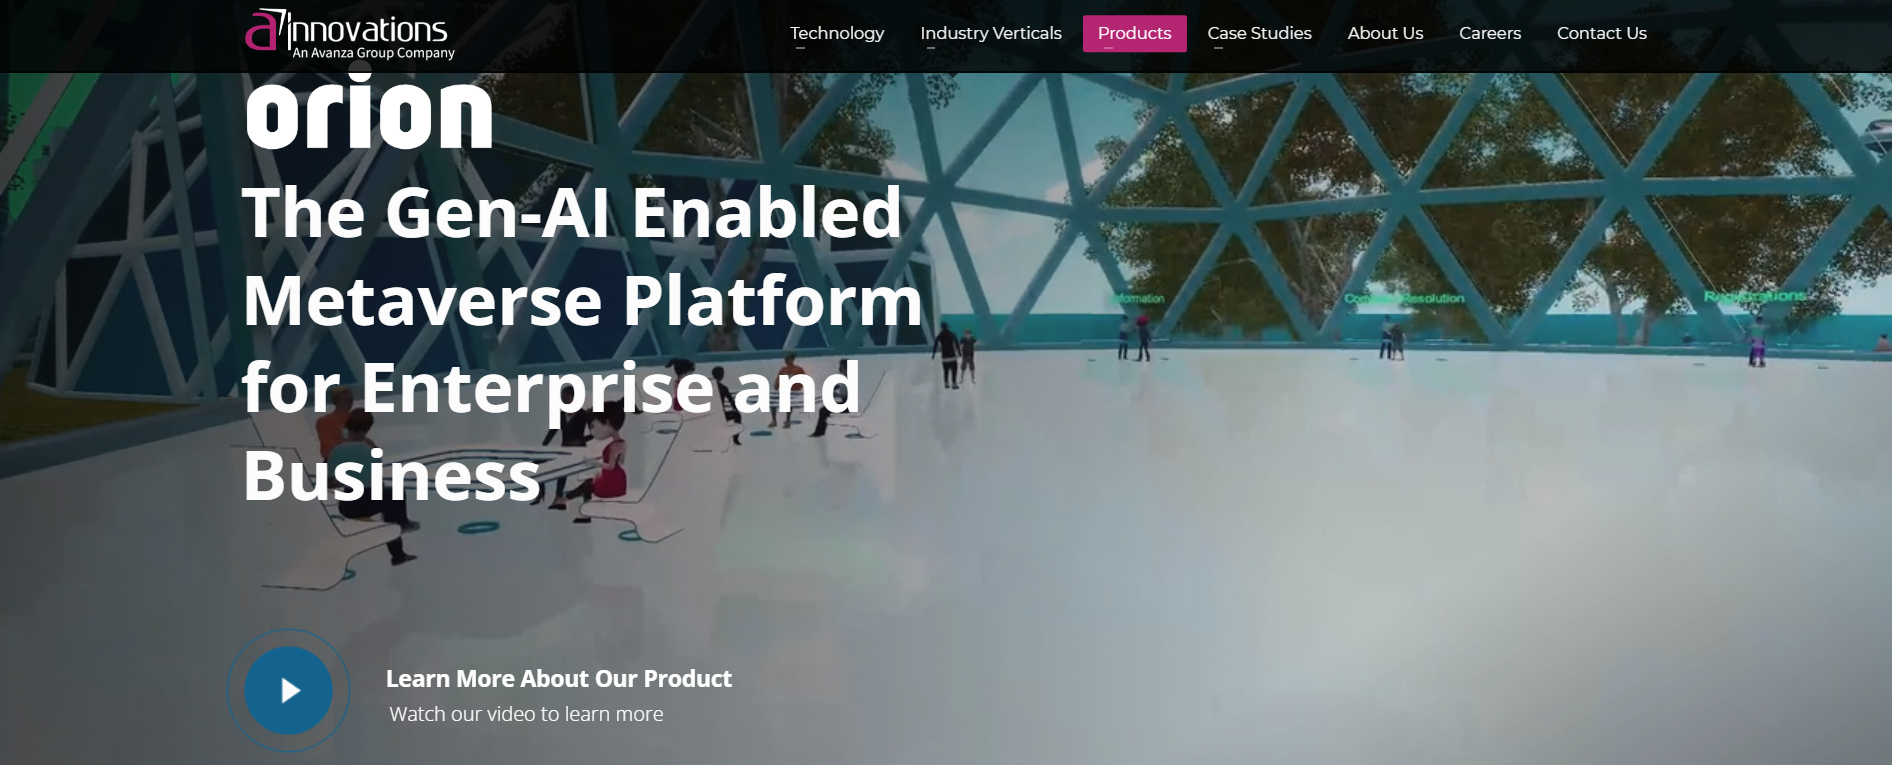 a innovations
An Avanza Group Company
Technology
Industry Verticals
Products
Case Studies
About Us
Careers
Contact Us
orion
The Gen-AI Enabled
Metaverse Platform
for Enterprise and
Business
Information
Resolution
Registrations
Learn More About Our Product
Watch our video to learn more